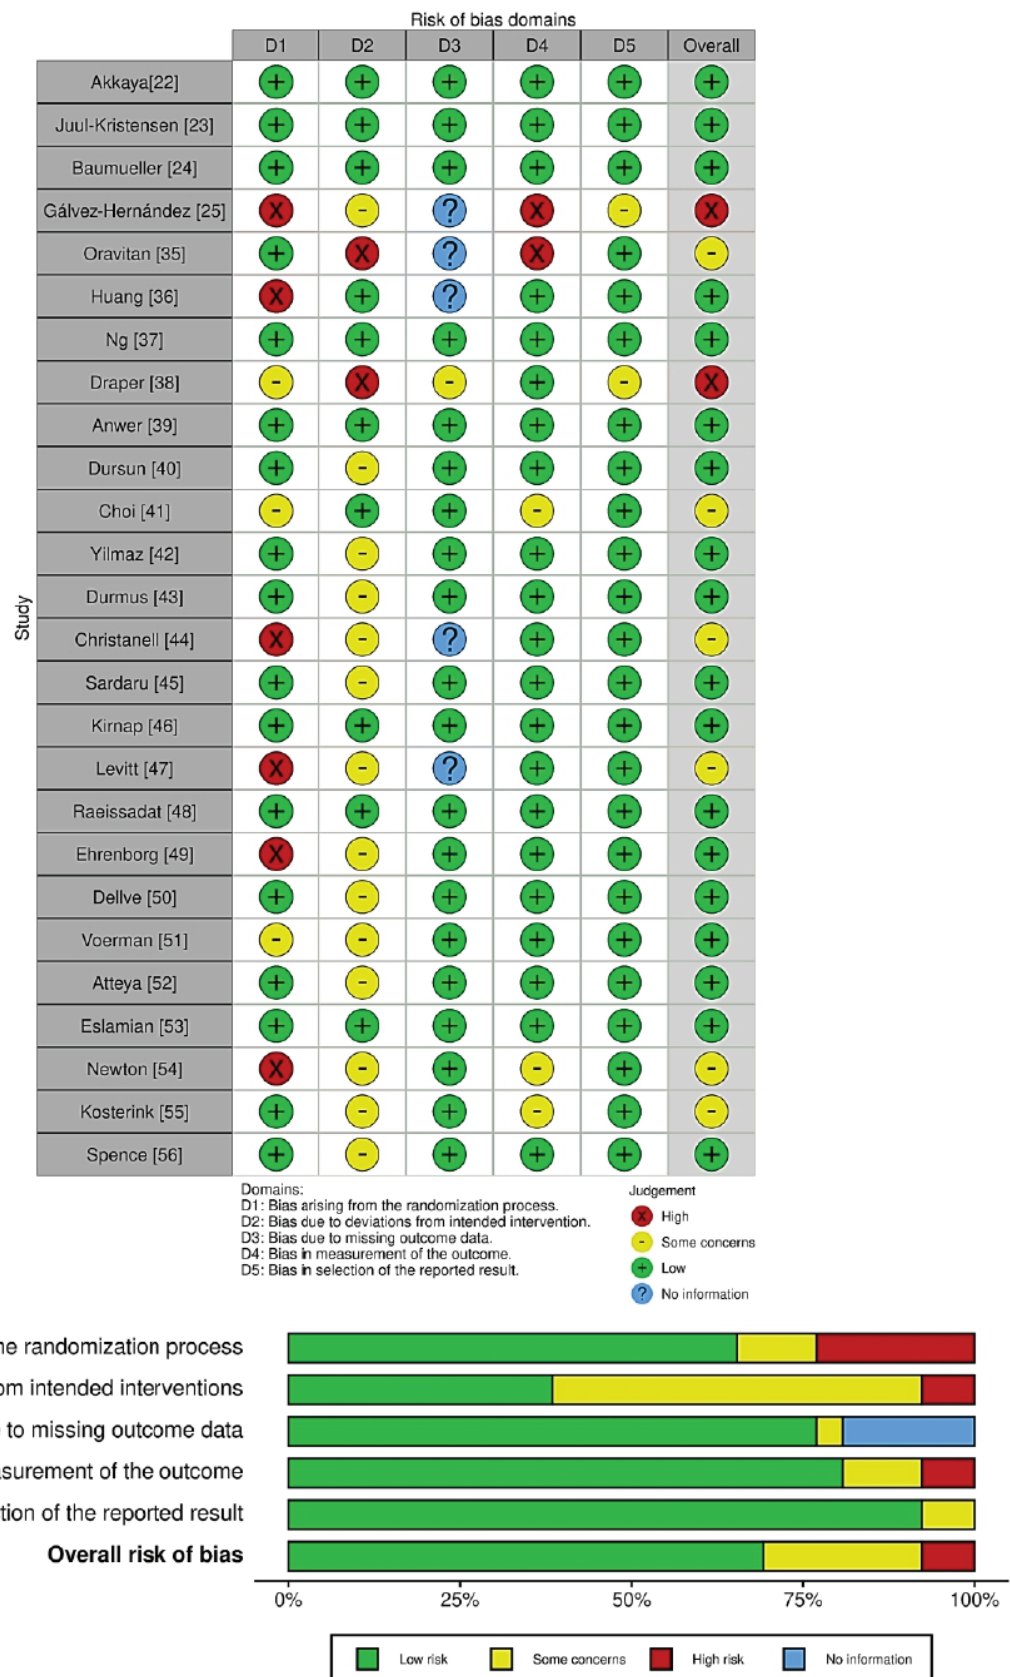 Risk of bias domains
D1 D2 D3 D4 D5 Overall
Study
Akkaya[22] + + + + + +
Juul-Kristensen [23] + + + + + +
Baumueller [24] + + + + + +
Gálvez-Hernández [25] X - ? X - X
Oravitan [35] + X ? X + -
Huang [36] X + ? + + +
Ng [37] + + + + + +
Draper [38] - X - + - X
Anwer [39] + + + + + +
Dursun [40] + - + + + +
Choi [41] - + + - + -
Yilmaz [42] + - + + + +
Durmus [43] + - + + + +
Christanell [44] X - ? + + -
Sardaru [45] + - + + + +
Kirnap [46] + + + + + +
Levitt [47] X - ? + + -
Raeissadat [48] + + + + + +
Ehrenborg [49] X - + + + +
Dellve [50] + - + + + +
Voerman [51] - - + + + +
Atteya [52] + - + + + +
Eslamian [53] + + + + + +
Newton [54] X - + - + -
Kosterink [55] + - + - + -
Spence [56] + - + + + +
Domains:
D1: Bias arising from the randomization process.
D2: Bias due to deviations from intended intervention.
D3: Bias due to missing outcome data.
D4: Bias in measurement of the outcome.
D5: Bias in selection of the reported result.
Judgement
X High
- Some concerns
+ Low
? No information
he randomization process
om intended interventions
to missing outcome data
asurement of the outcome
tion of the reported result
Overall risk of bias
0% 25% 50% 75% 100%
Low risk Some concerns High risk No information